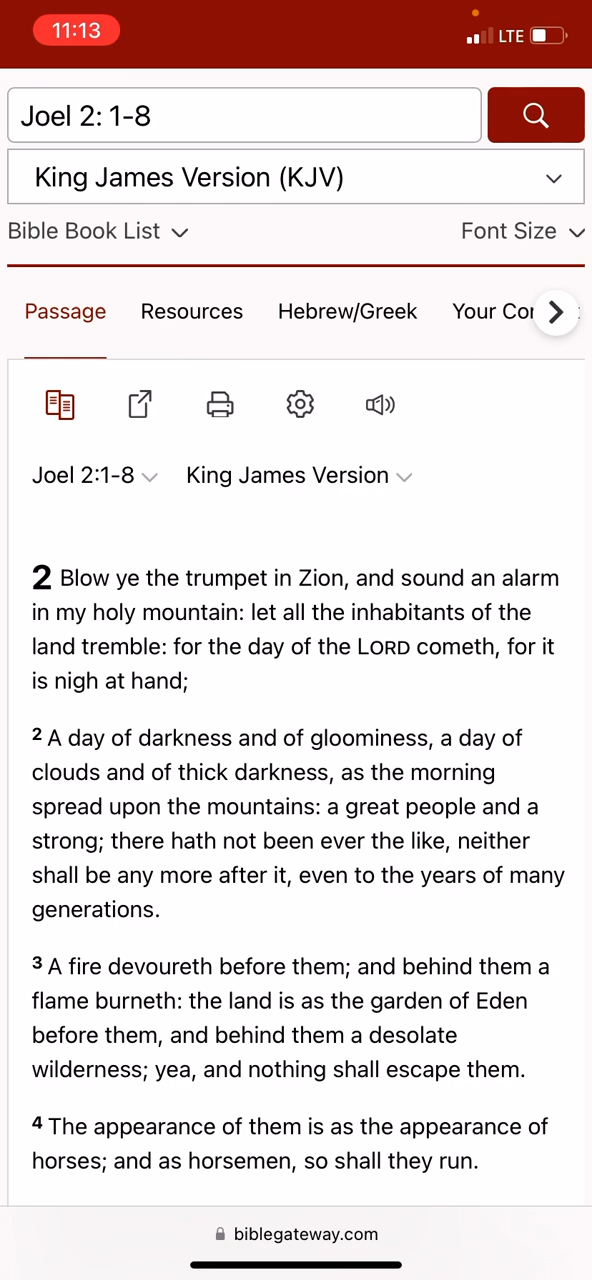 11:13
LTE
Joel 2: 1-8
King James Version (KJV)
Bible Book List
Font Size
Passage
Resources
Hebrew/Greek
Your
Joel 2:1-8
King James Version
2 Blow ye the trumpet in Zion, and sound an alarm
in my holy mountain: let all the inhabitants of the
land tremble: for the day of the LORD cometh, for it
is nigh at hand;
2 A day of darkness and of gloominess, a day of
clouds and of thick darkness, as the morning
spread upon the mountains: a great people and a
strong; there hath not been ever the like, neither
shall be any more after it, even to the years of many
generations.
3 A fire devoureth before them; and behind them a
flame burneth: the land is as the garden of Eden
before them, and behind them a desolate
wilderness; yea, and nothing shall escape them.
4 The appearance of them is as the appearance of
horses; and as horsemen, so shall they run.
biblegateway.com